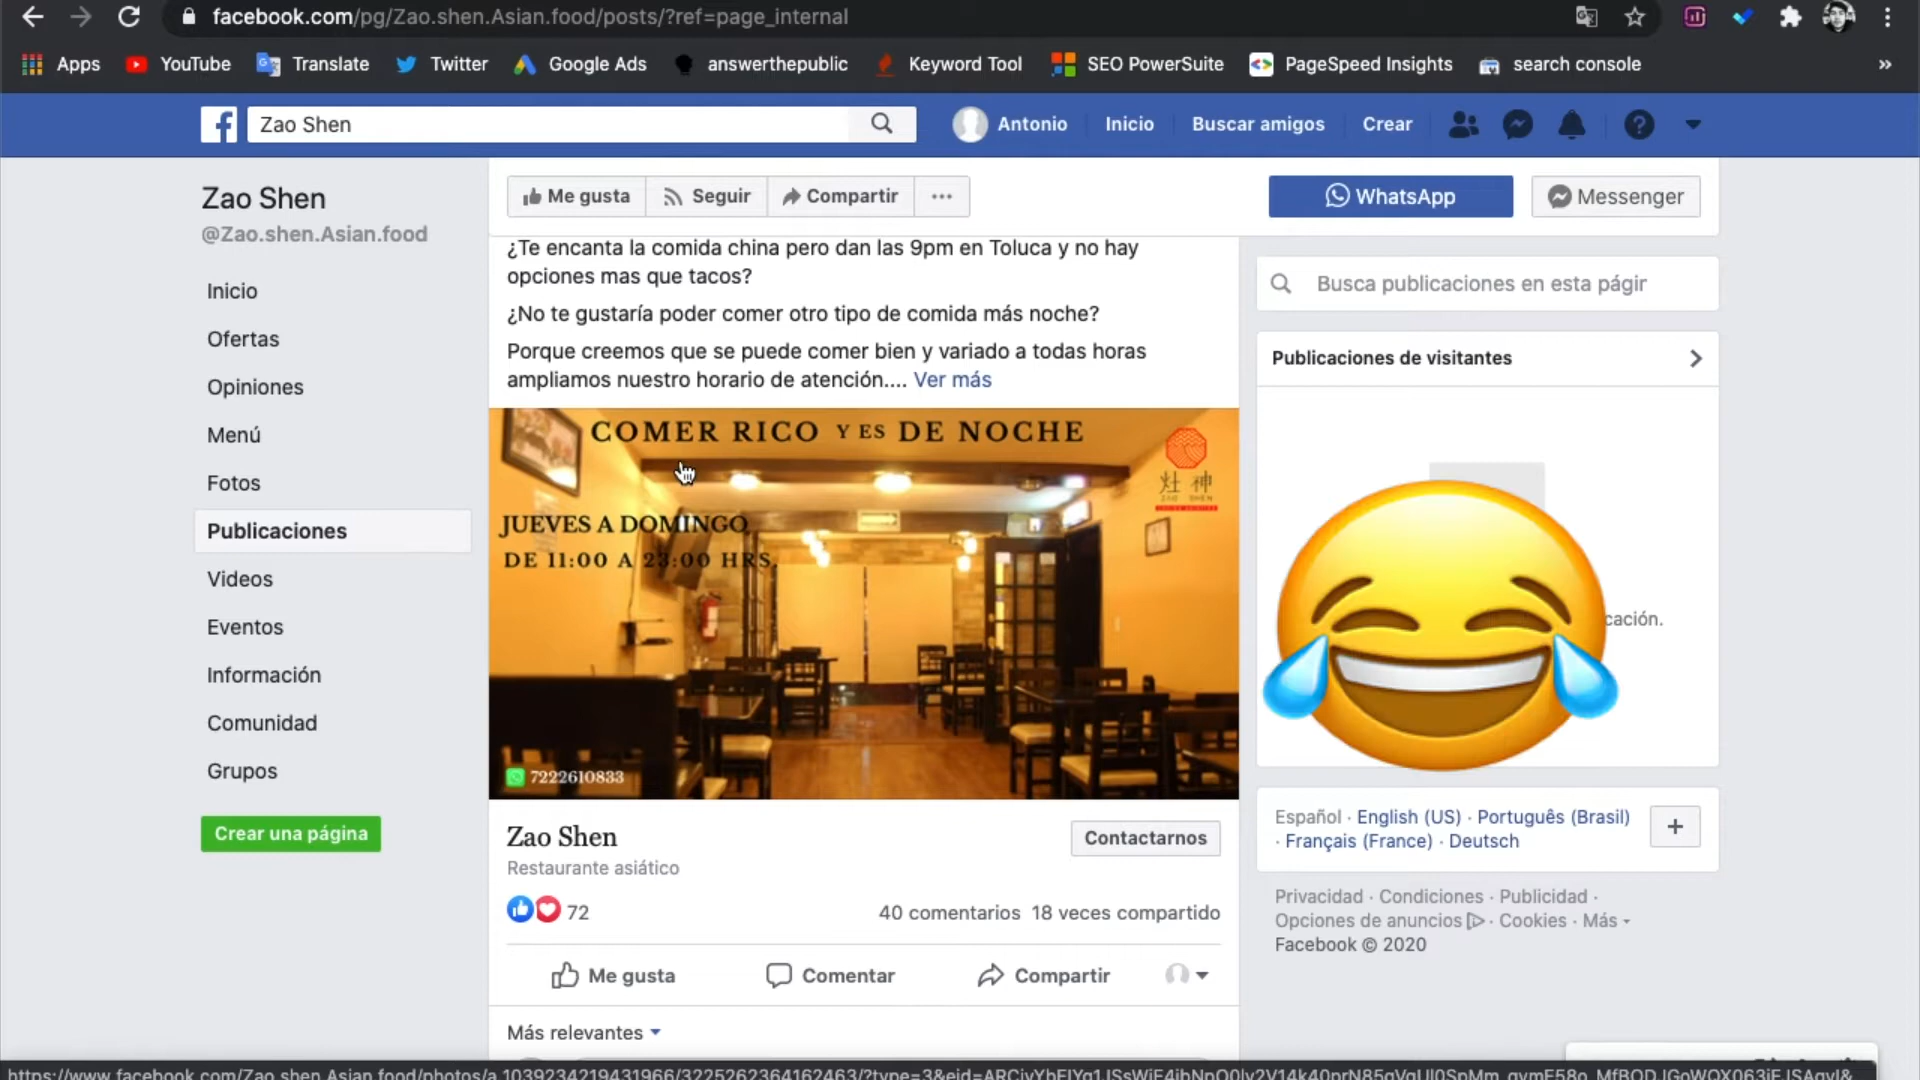 facebook.com/pg/Zao.shen.Asian.food/posts/?ref=page_internal
Apps YouTube Translate Twitter Google Ads answerthepublic Keyword Tool SEO PowerSuite PageSpeed Insights search console »
Zao Shen
Antonio Inicio Buscar amigos Crear
Zao Shen
@Zao.shen.Asian.food
Inicio
Ofertas
Opiniones
Menú
Fotos
Publicaciones
Videos
Eventos
Información
Comunidad
Grupos
Crear una página
Me gusta Seguir Compartir ...
WhatsApp Messenger
¿Te encanta la comida china pero dan las 9pm en Toluca y no hay
opciones mas que tacos?
¿No te gustaría poder comer otro tipo de comida más noche?
Porque creemos que se puede comer bien y variado a todas horas
ampliamos nuestro horario de atención.... Ver más
COMER RICO Y ES DE NOCHE
灶神
ZAO SHEN
JUEVES A DOMINGO
DE 11:00 A 23:00 HRS.
7222610833
Zao Shen
Contactarnos
Restaurante asiático
72
40 comentarios 18 veces compartido
Me gusta Comentar Compartir
Más relevantes
Busca publicaciones en esta págir
Publicaciones de visitantes
cación.
Español · English (US) · Português (Brasil)
· Français (France) · Deutsch
Privacidad · Condiciones · Publicidad ·
Opciones de anuncios · Cookies · Más
Facebook © 2020